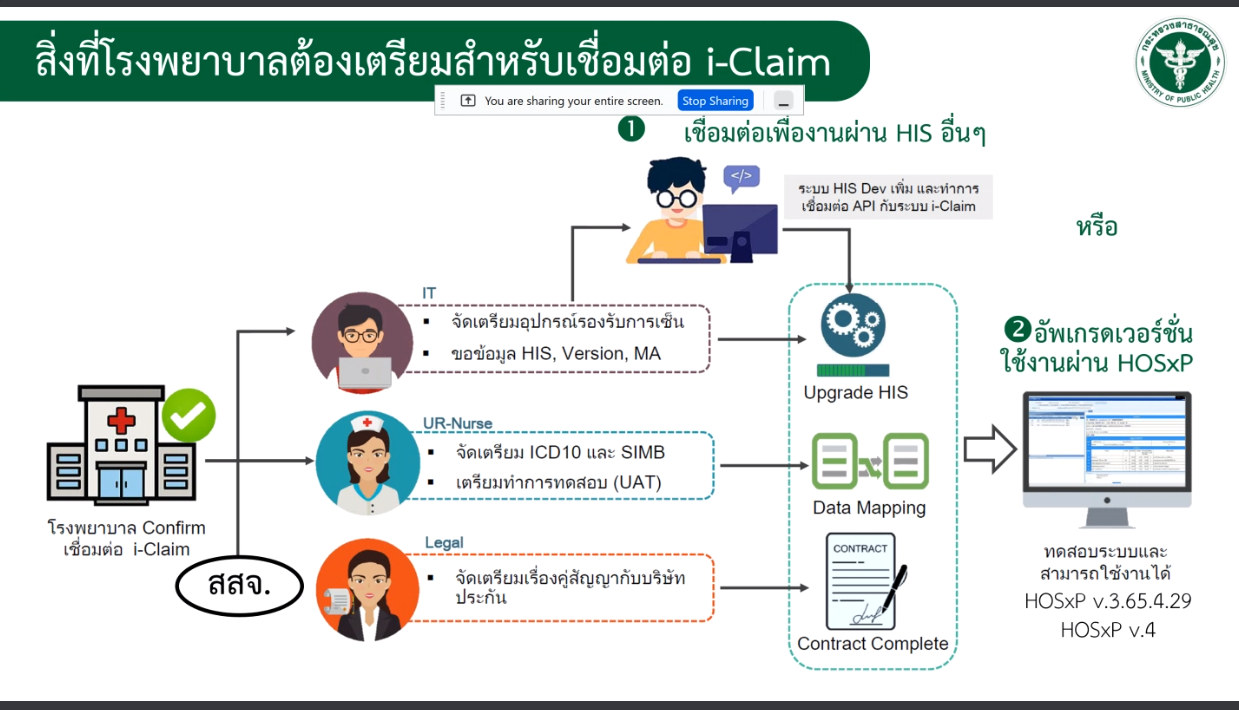 สิ่งที่โรงพยาบาลต้องเตรียมสำหรับเชื่อมต่อ i-Claim
กระทรวงสาธารณสุข
MINISTRY OF PUBLIC HEALTH
You are sharing your entire screen.
Stop Sharing
❶ เชื่อมต่อเพื่องานผ่าน HIS อื่นๆ
</>
ระบบ HIS Dev เพิ่ม และทำการ
เชื่อมต่อ API กับระบบ i-Claim
หรือ
IT
▪ จัดเตรียมอุปกรณ์รองรับการเซ็น
▪ ขอข้อมูล HIS, Version, MA
Upgrade HIS
❷ อัพเกรดเวอร์ชั่น
ใช้งานผ่าน HOSxP
โรงพยาบาล Confirm
เชื่อมต่อ i-Claim
สสจ.
UR-Nurse
▪ จัดเตรียม ICD10 และ SIMB
▪ เตรียมทำการทดสอบ (UAT)
Data Mapping
Legal
▪ จัดเตรียมเรื่องคู่สัญญากับบริษัท
ประกัน
CONTRACT
Contract Complete
ทดสอบระบบและ
สามารถใช้งานได้
HOSxP v.3.65.4.29
HOSxP v.4